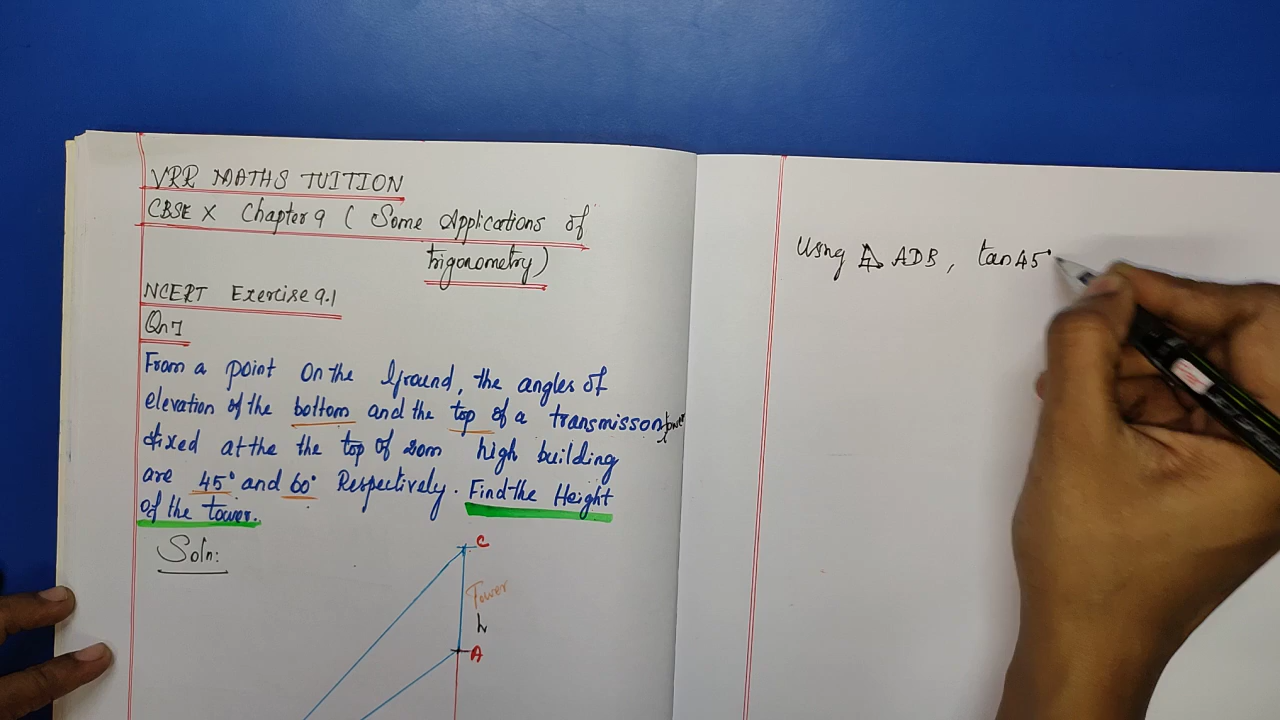 VRR MATHS TUITION
CBSE X Chapter 9 ( Some Applications of
trigonometry)
NCERT Exercise 9.1
Qn 7
From a point on the Ground, the angles of
elevation of the bottom and the top of a transmisson tower
fixed at the the top of 20m high building
are 45° and 60° Respectively. Find the Height
of the tower.
Soln:
C
Tower
h
A
Using △ ADB, tan 45°